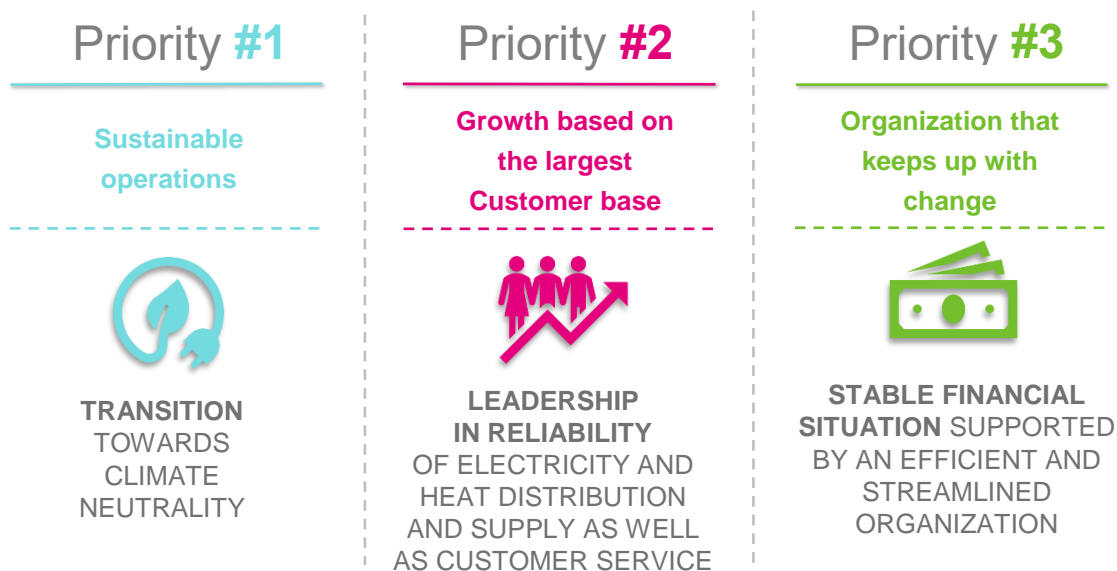 Priority #1
Sustainable
operations
TRANSITION
TOWARDS
CLIMATE
NEUTRALITY
Priority #2
Growth based on
the largest
Customer base
LEADERSHIP
IN RELIABILITY
OF ELECTRICITY AND
HEAT DISTRIBUTION
AND SUPPLY AS WELL
AS CUSTOMER SERVICE
Priority #3
Organization that
keeps up with
change
STABLE FINANCIAL
SITUATION SUPPORTED
BY AN EFFICIENT AND
STREAMLINED
ORGANIZATION